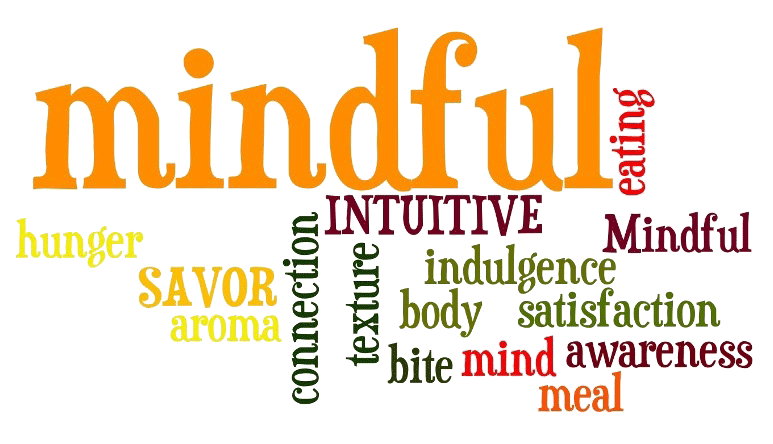 mindful
eating
INTUITIVE
Mindful
hunger
connection
texture
indulgence
SAVOR
body
satisfaction
aroma
bite
mind
awareness
meal